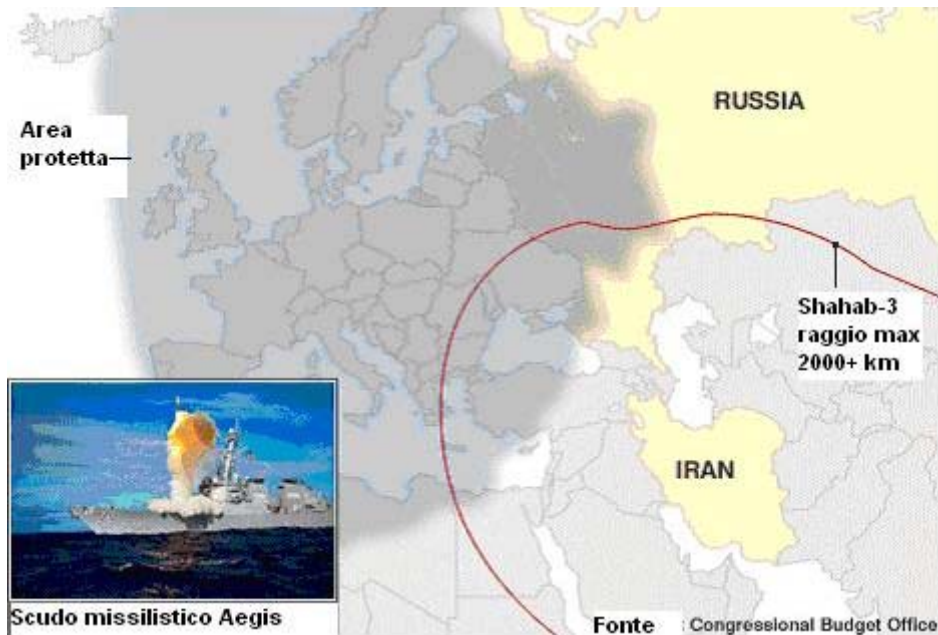 RUSSIA
Area
protetta
Shahab-3
raggio max
2000+ km
IRAN
Scudo missilistico Aegis
Fonte : Congressional Budget Office